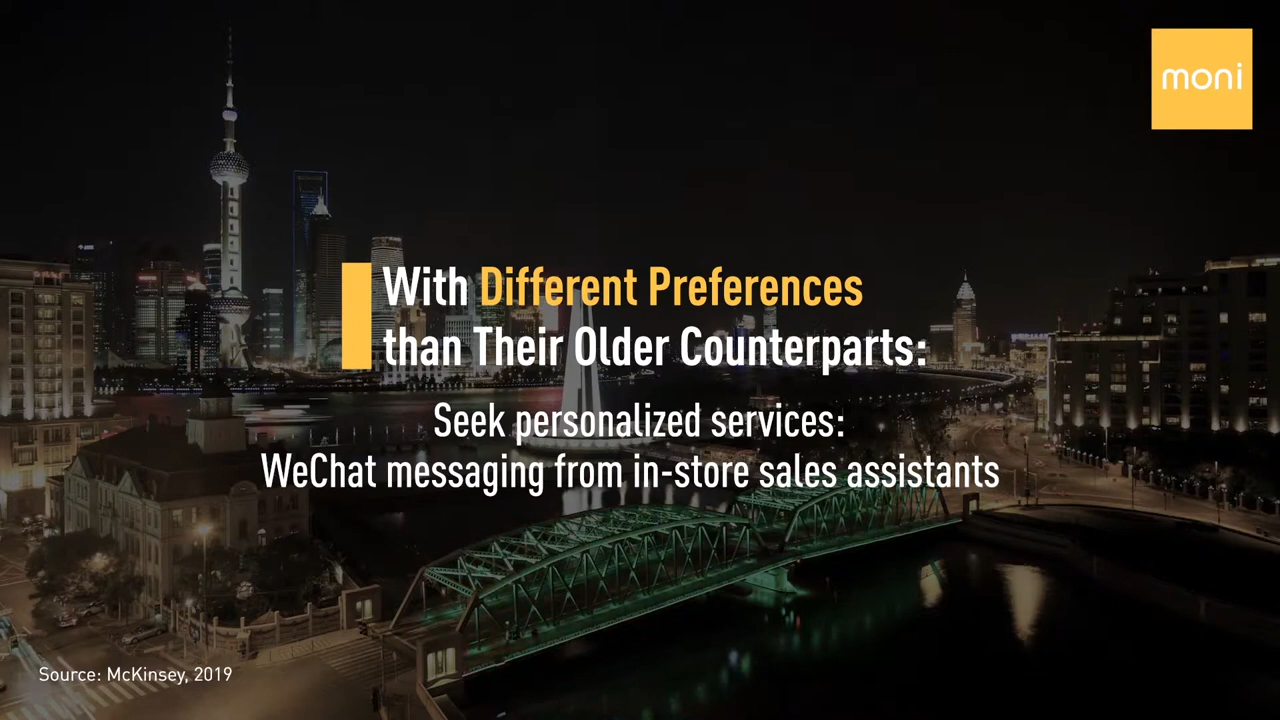 moni
With Different Preferences
than Their Older Counterparts:
Seek personalized services:
WeChat messaging from in-store sales assistants
Source: McKinsey, 2019